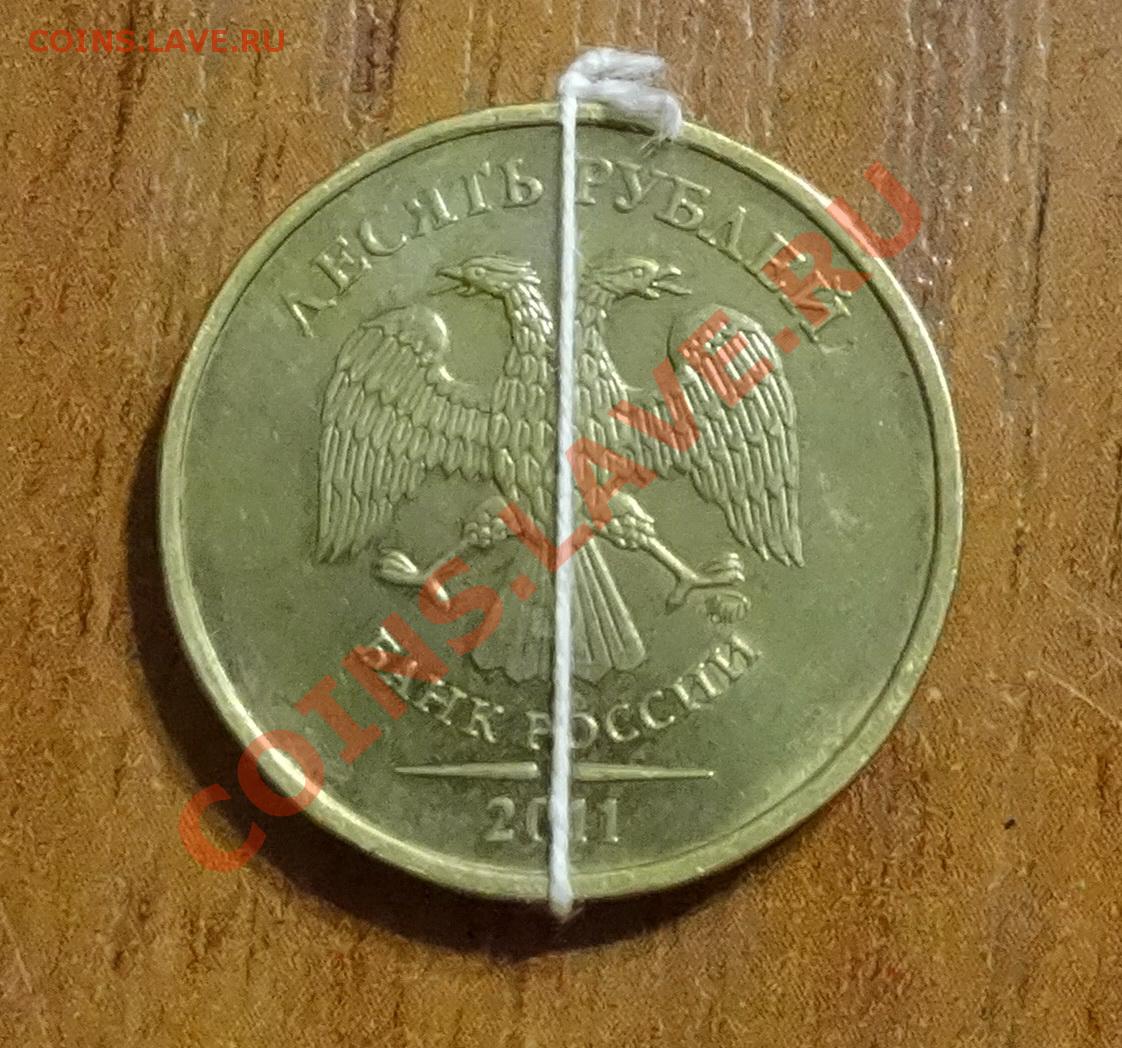 COINS.LAVE.RU
ДЕСЯТЬ РУБЛЕЙ
COINS.LAVE.RU
БАНК РОССИИ
2011